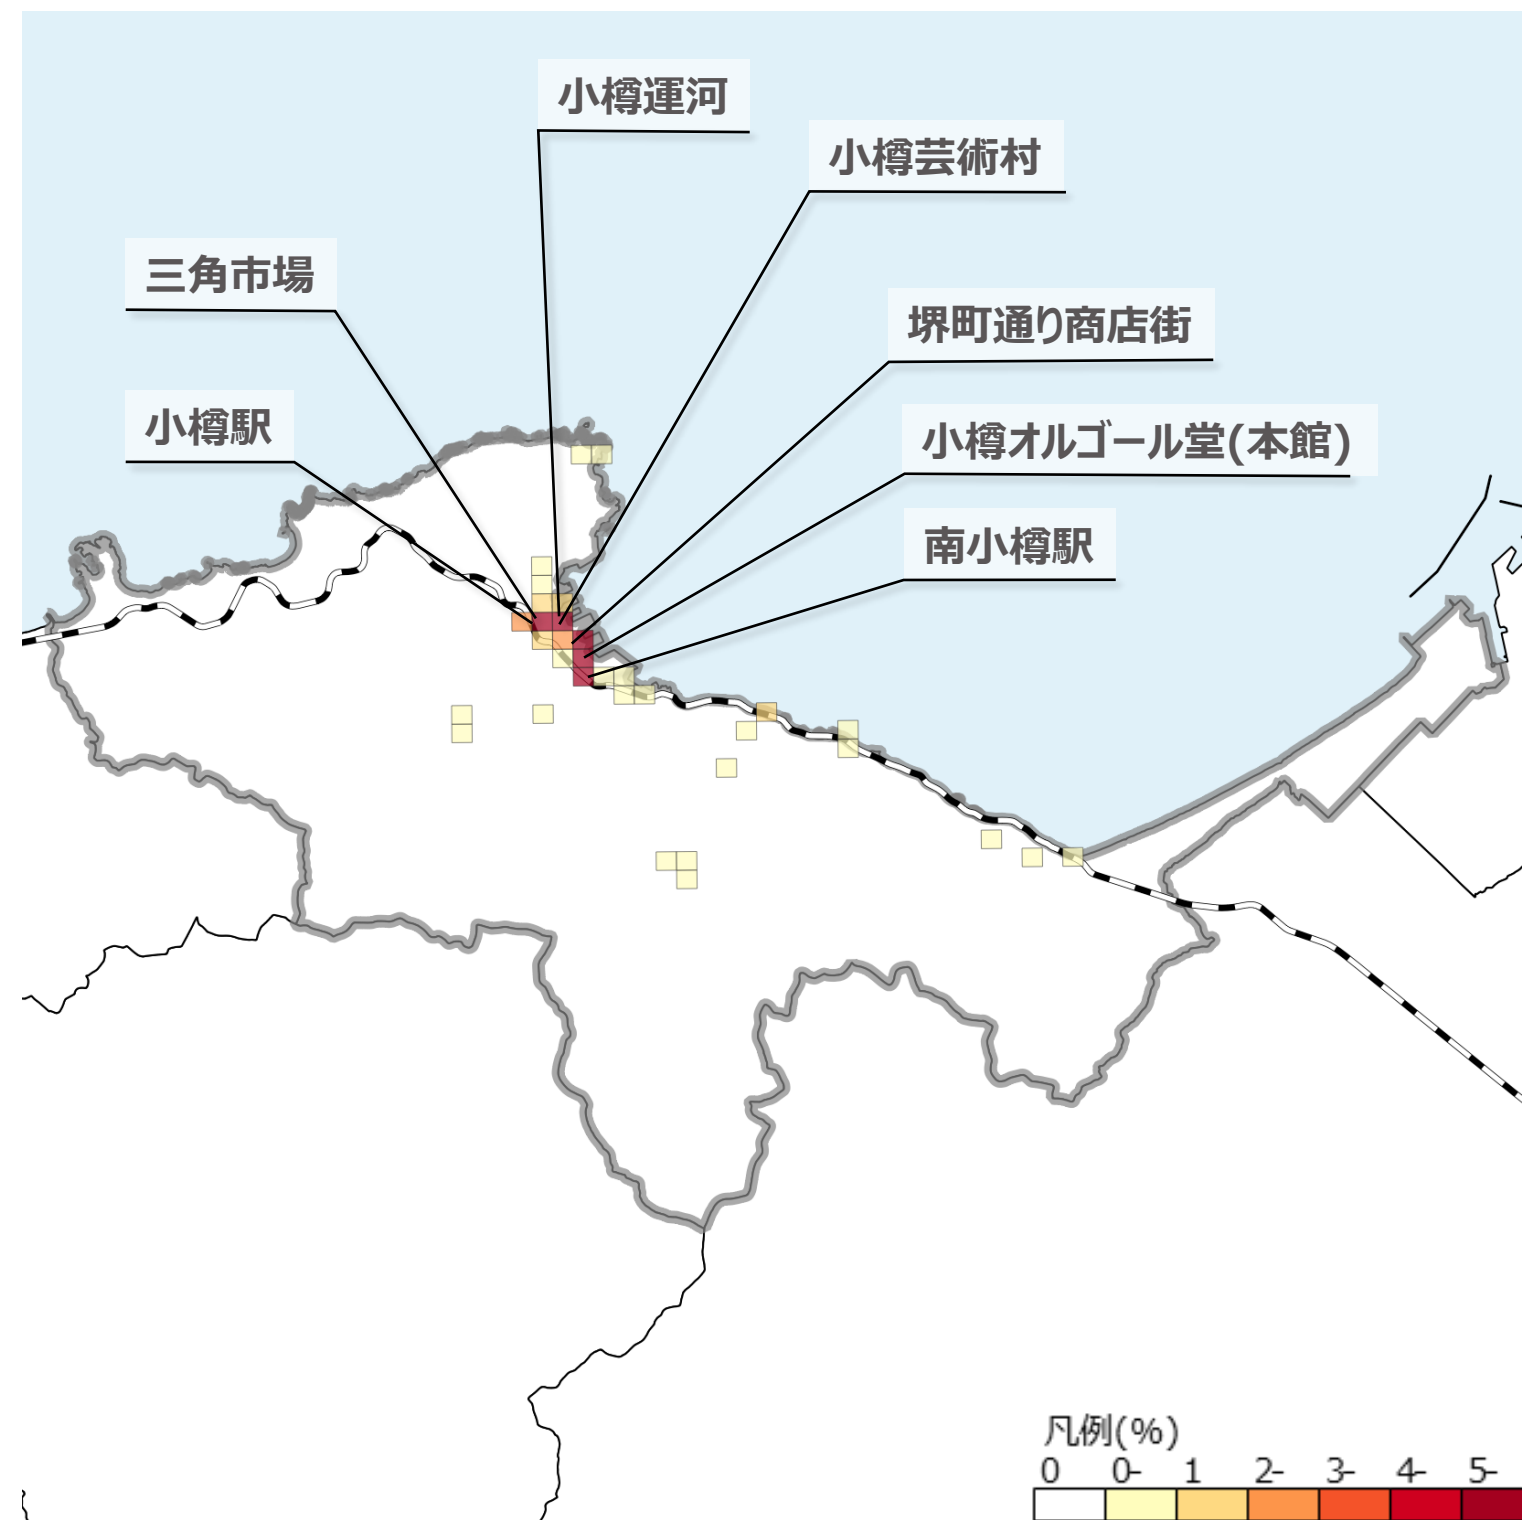 小樽運河
小樽芸術村
三角市場
堺町通り商店街
小樽駅
小樽オルゴール堂(本館)
南小樽駅
凡例(%)
0 0- 1 2- 3- 4- 5-